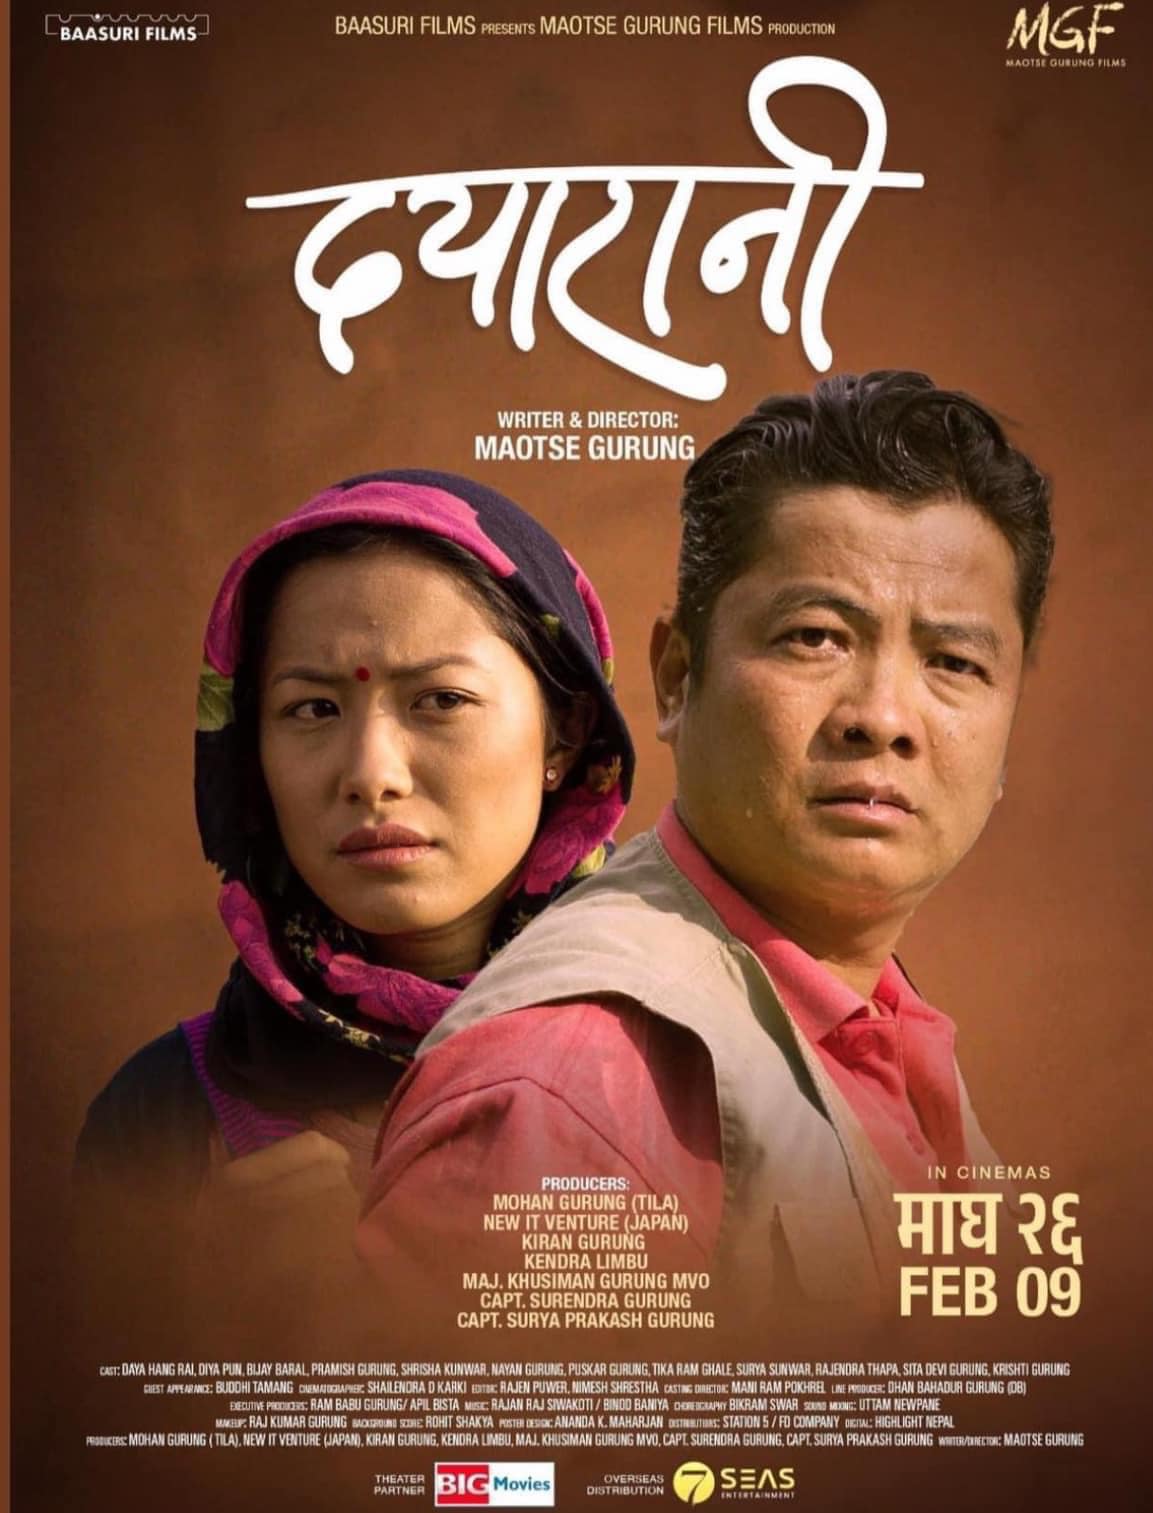 BAASURI FILMS
BAASURI FILMS PRESENTS MAOTSE GURUNG FILMS PRODUCTION
MGF
MAOTSE GURUNG FILMS
दयारानी
WRITER & DIRECTOR:
MAOTSE GURUNG
PRODUCERS:
MOHAN GURUNG (TILA)
NEW IT VENTURE (JAPAN)
KIRAN GURUNG
KENDRA LIMBU
MAJ. KHUSIMAN GURUNG MVO
CAPT. SURENDRA GURUNG
CAPT. SURYA PRAKASH GURUNG
IN CINEMAS
माघ २६
FEB 09
CAST: DAYA HANG RAI, DIYA PUN, BIJAY BARAL, PRAMISH GURUNG, SHRISHA KUNWAR, NAYAN GURUNG, PUSKAR GURUNG, TIKA RAM GHALE, SURYA SUNWAR, RAJENDRA THAPA, SITA DEVI GURUNG, KRISHTI GURUNG
GUEST APPEARANCE: BUDDHI TAMANG CINEMATOGRAPHER: SHAILENDRA D KARKI EDITOR: RAJEN PUWER, NIMESH SHRESTHA CASTING DIRECTOR: MANI RAM POKHREL LINE PRODUCER: DHAN BAHADUR GURUNG (DB)
EXECUTIVE PRODUCERS: RAM BABU GURUNG/ APIL BISTA MUSIC: RAJAN RAJ SIWAKOTI / BINOD BANIYA CHOREOGRAPHY BIKRAM SWAR SOUND MIXING: UTTAM NEWPANE
MAKEUP: RAJ KUMAR GURUNG BACKGROUND SCORE: ROHIT SHAKYA POSTER DESIGN: ANANDA K. MAHARJAN DISTRIBUTORS: STATION 5 / FD COMPANY DIGITAL: HIGHLIGHT NEPAL
PRODUCERS: MOHAN GURUNG ( TILA), NEW IT VENTURE (JAPAN), KIRAN GURUNG, KENDRA LIMBU, MAJ. KHUSIMAN GURUNG MVO, CAPT. SURENDRA GURUNG, CAPT. SURYA PRAKASH GURUNG WRITER/DIRECTOR: MAOTSE GURUNG
THEATER PARTNER BIG Movies
OVERSEAS DISTRIBUTION 7 SEAS ENTERTAINMENT